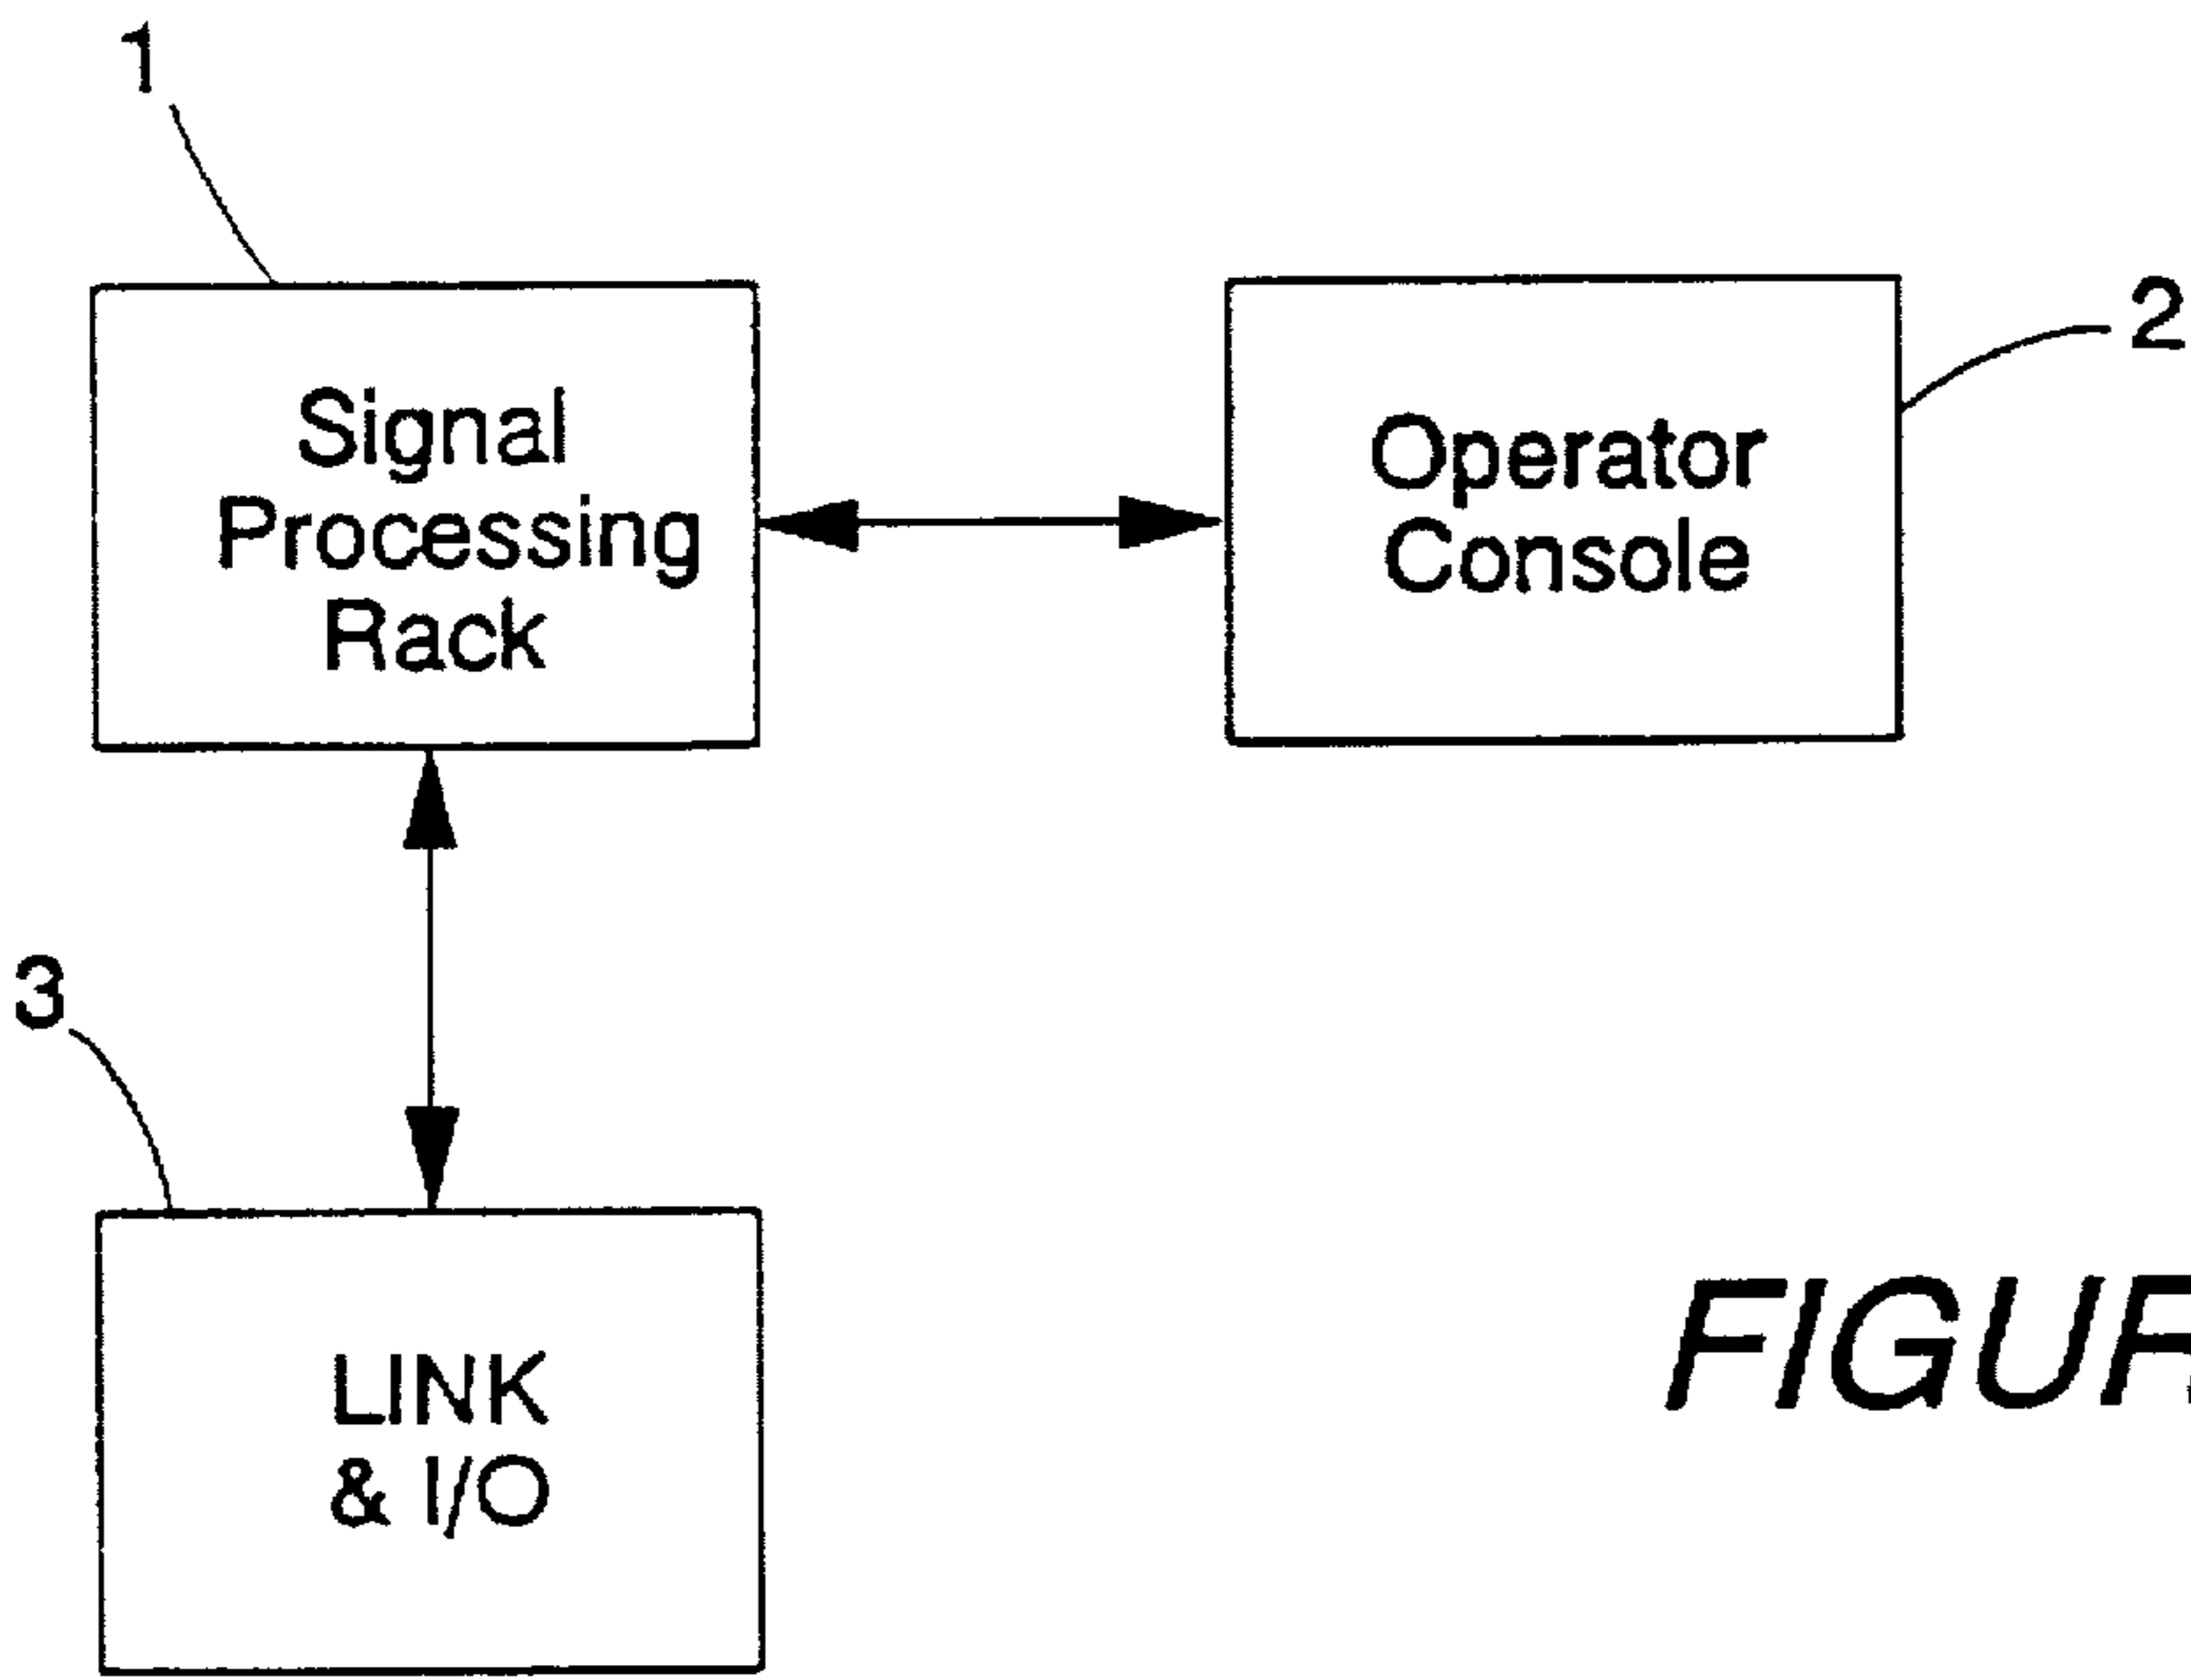 1
2
Signal
Processing
Rack
Operator
Console
3
LINK
& I/O